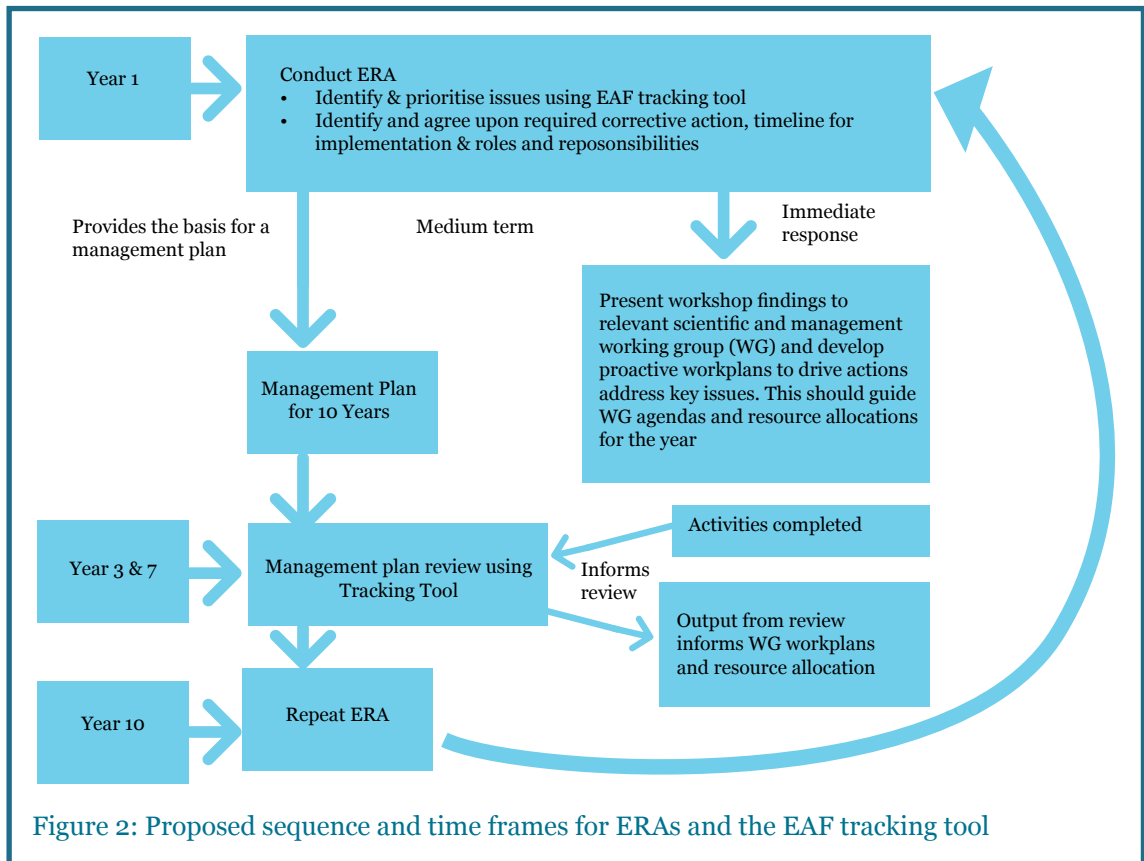 Year 1
Conduct ERA
• Identify & prioritise issues using EAF tracking tool
• Identify and agree upon required corrective action, timeline for
implementation & roles and reposonsibilities
Provides the basis for a
management plan
Medium term
Immediate
response
Present workshop findings to
relevant scientific and management
working group (WG) and develop
proactive workplans to drive actions
address key issues. This should guide
WG agendas and resource allocations
for the year
Management Plan
for 10 Years
Year 3 & 7
Management plan review using
Tracking Tool
Activities completed
Informs
review
Output from review
informs WG workplans
and resource allocation
Year 10
Repeat ERA
Figure 2: Proposed sequence and time frames for ERAs and the EAF tracking tool